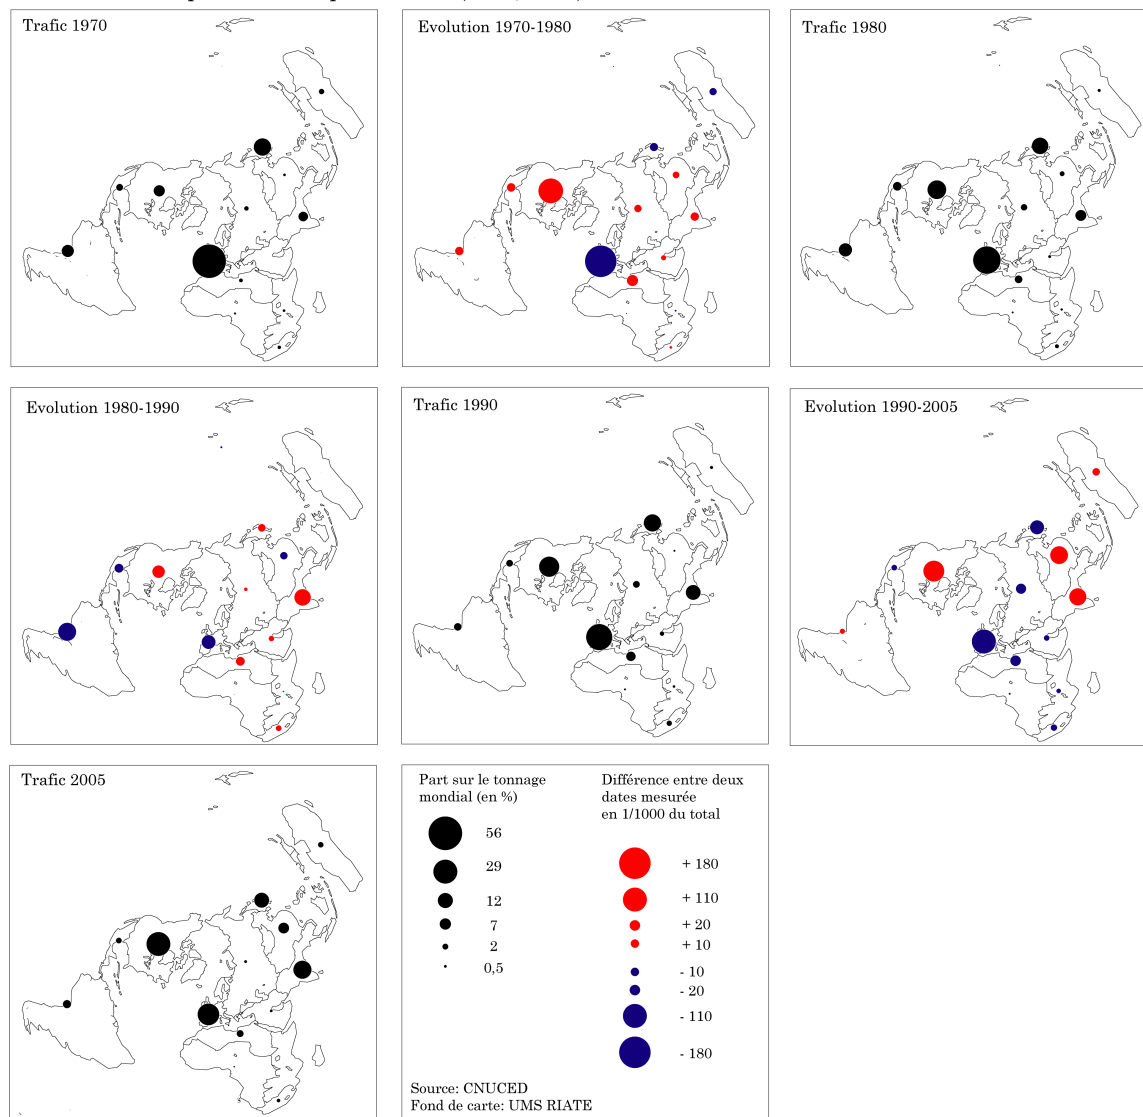 Trafic 1970
Evolution 1970-1980
Trafic 1980
Evolution 1980-1990
Trafic 1990
Evolution 1990-2005
Trafic 2005
Part sur le tonnage
mondial (en %)
56
29
12
7
2
0,5
Différence entre deux
dates mesurée
en 1/1000 du total
+ 180
+ 110
+ 20
+ 10
- 10
- 20
- 110
- 180
Source: CNUCED
Fond de carte: UMS RIATE